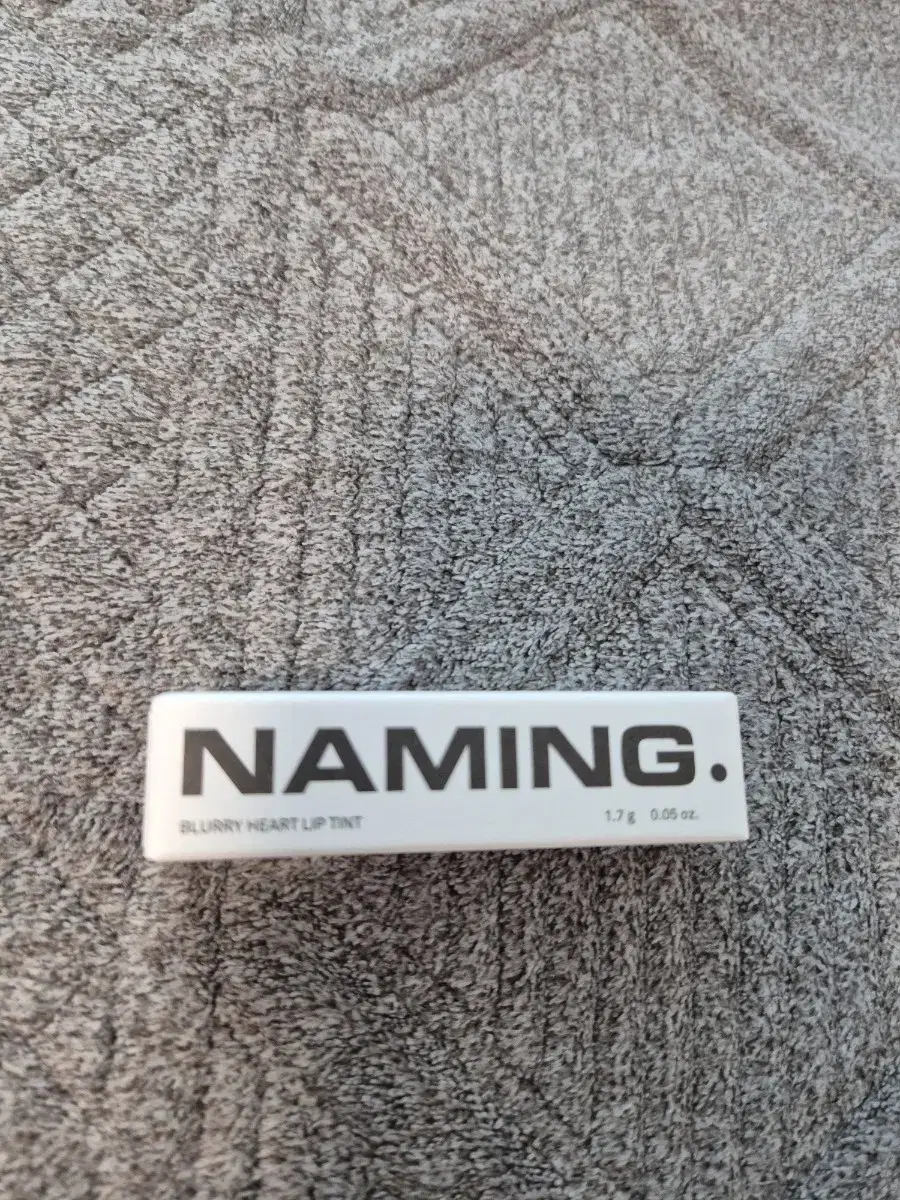 NAMING.
BLURRY HEART LIP TINT
1.7 g 0.05 oz.